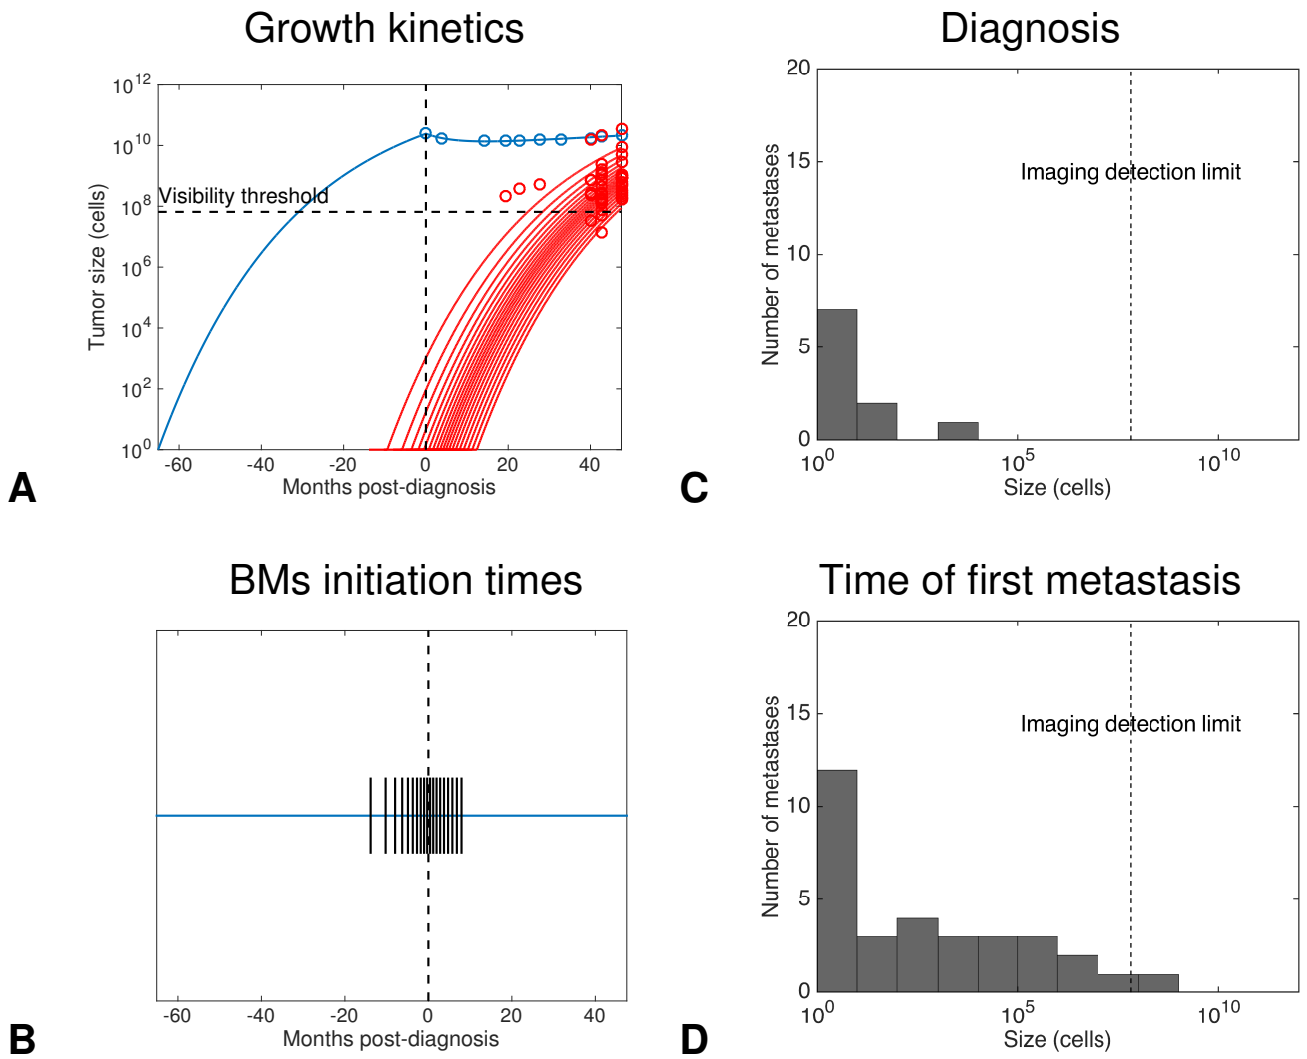 Growth kinetics
10^12
10^10
10^8
10^6
10^4
10^2
10^0
Tumor size (cells)
Visibility threshold
-60
-40
-20
0
20
40
Months post-diagnosis
A
Diagnosis
20
15
10
5
0
Number of metastases
Imaging detection limit
10^0
10^5
10^10
Size (cells)
C
BMs initiation times
-60
-40
-20
0
20
40
Months post-diagnosis
B
Time of first metastasis
20
15
10
5
0
Number of metastases
Imaging detection limit
10^0
10^5
10^10
Size (cells)
D